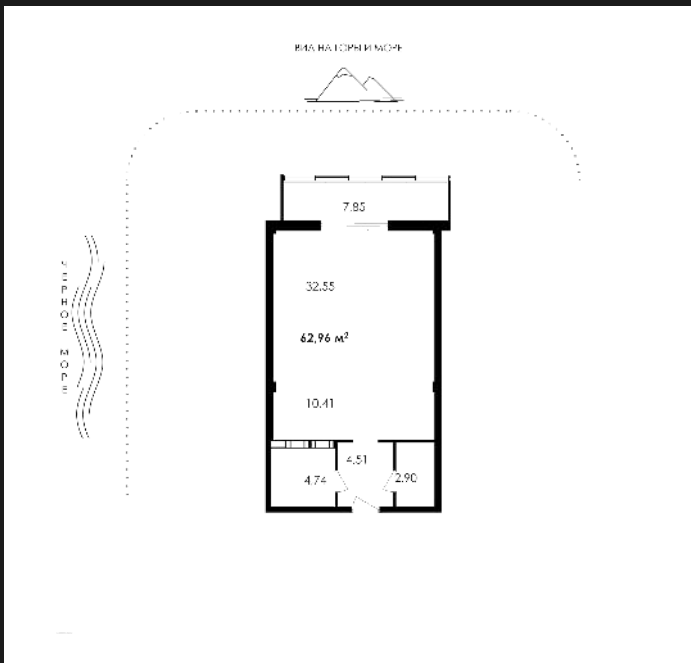 ВИД НА ГОРЫ И МОРЕ
7.85
32.55
ЧЕРНОЕ МОРЕ
62,96 м²
10.41
4.51
4.74
2.90